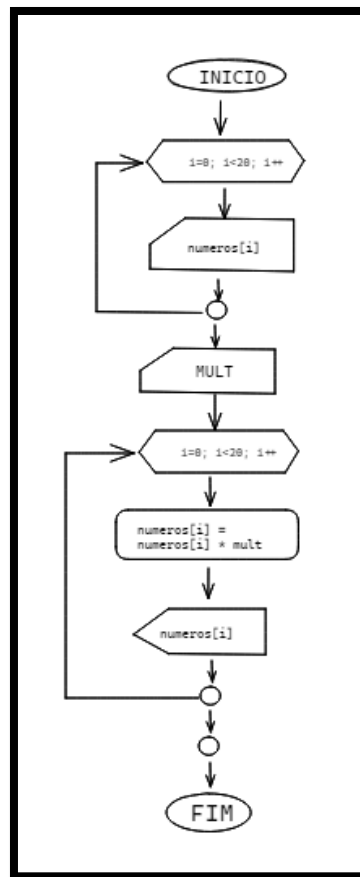 INICIO
i=0; i<20; i++
numeros[i]
MULT
i=0; i<20; i++
numeros[i] =
numeros[i] * mult
numeros[i]
FIM